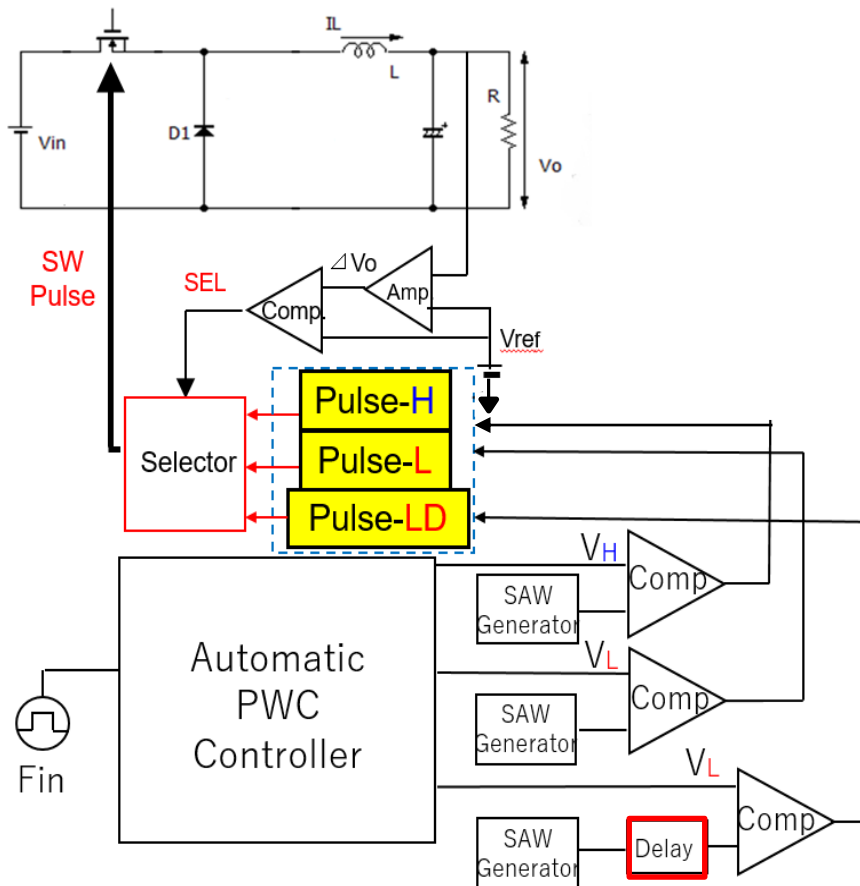 IL
L
R
Vin
D1
Vo
SW
Pulse
SEL
⊿Vo
Amp.
Comp.
Vref
Pulse-H
Pulse-L
Pulse-LD
Selector
VH
Comp
SAW
Generator
VL
Comp
SAW
Generator
Automatic
PWC
Controller
Fin
VL
Comp
SAW
Generator
Delay